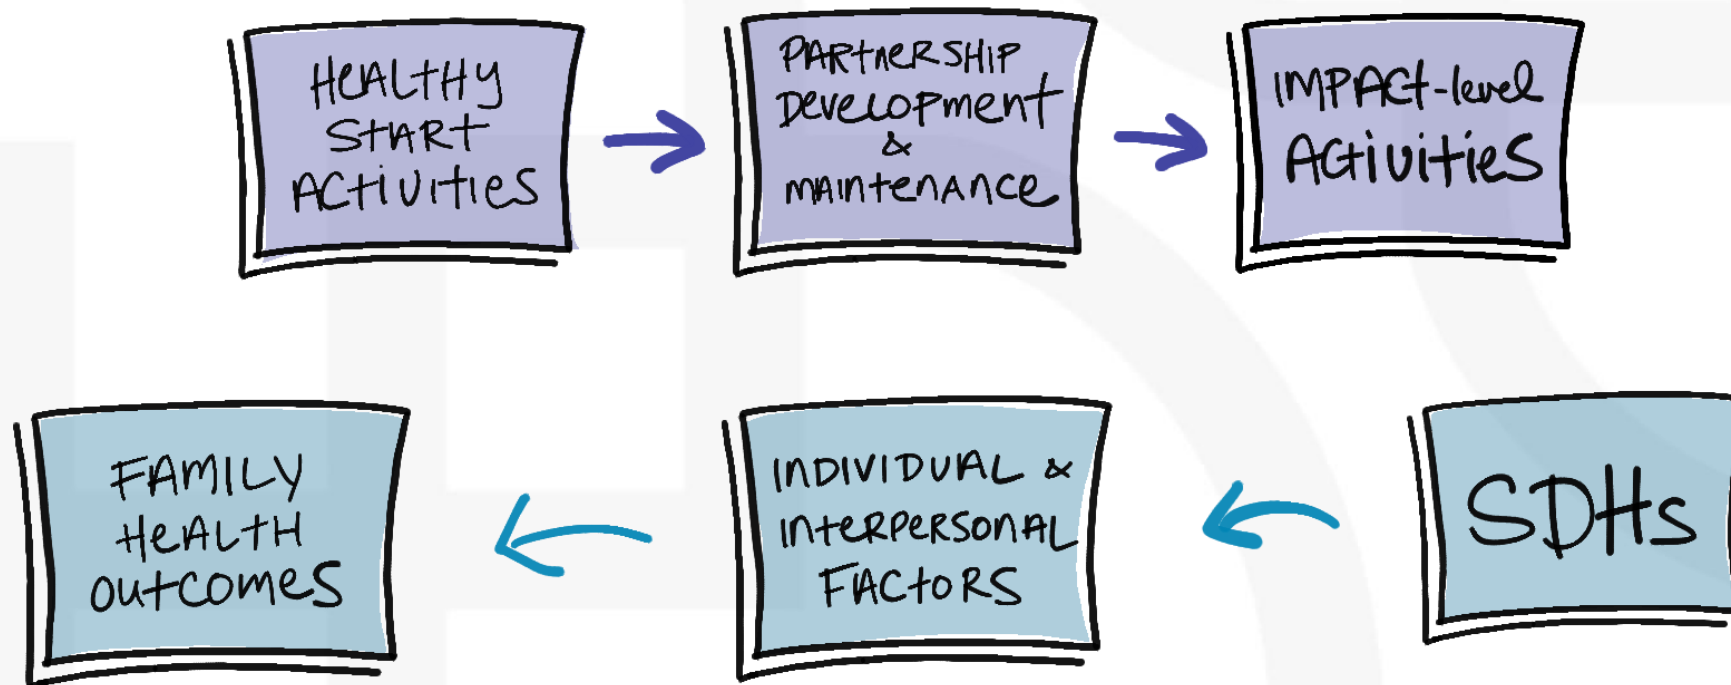 HEALTHY
START
ACTIVITIES
PARTNERSHIP
DEVELOPMENT
&
MAINTENANCE
IMPACT-level
ACTIVITIES
FAMILY
HEALTH
OUTCOMES
INDIVIDUAL &
INTERPERSONAL
FACTORS
SDHs